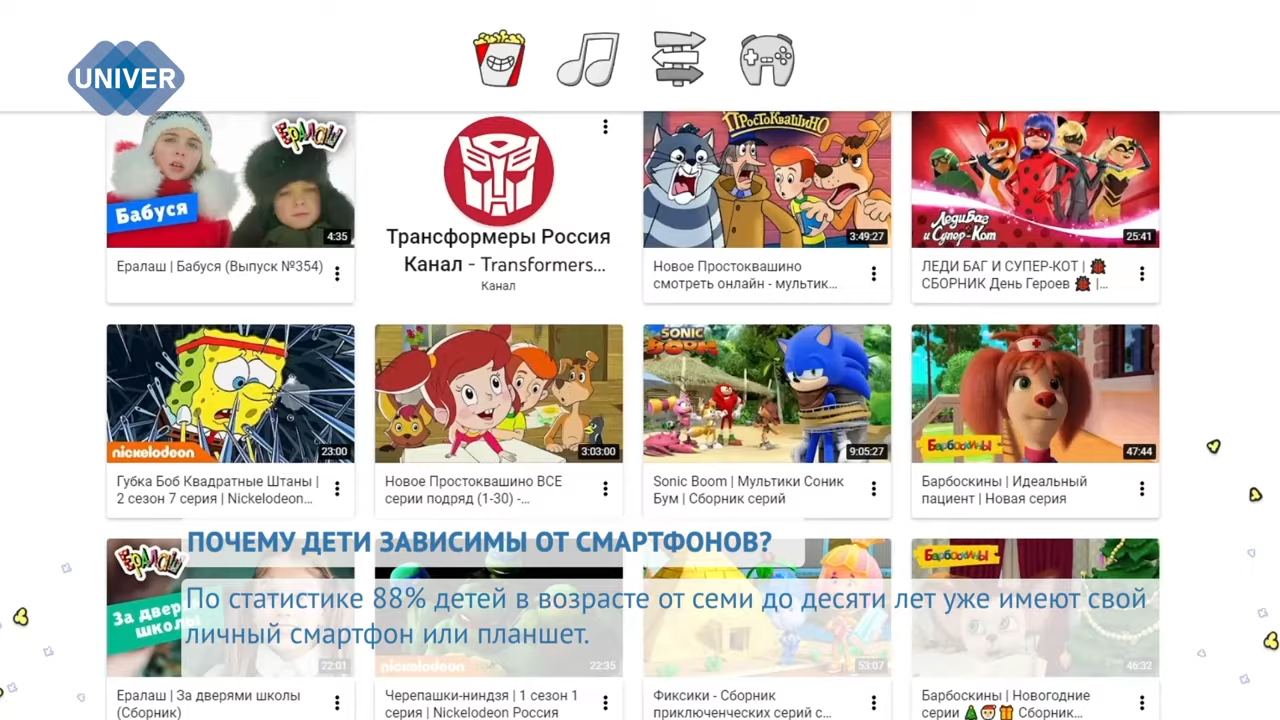 UNIVER
ЕРАЛАШ
Бабуся
4:35
Ералаш | Бабуся (Выпуск №354)
Трансформеры Россия
Канал - Transformers...
Канал
ПРОСТОКВАШИНО
3:49:27
Новое Простоквашино
смотреть онлайн - мультик...
ЛедиБаг
и Супер-Кот
25:41
ЛЕДИ БАГ И СУПЕР-КОТ | 🐞
СБОРНИК День Героев 🐞 |...
nickelodeon
23:00
Губка Боб Квадратные Штаны |
2 сезон 7 серия | Nickelodeon...
3:03:00
Новое Простоквашино ВСЕ
серии подряд (1-30) -...
SONIC
BOOM
9:05:27
Sonic Boom | Мультики Соник
Бум | Сборник серий
Барбоскины
47:44
Барбоскины | Идеальный
пациент | Новая серия
ПОЧЕМУ ДЕТИ ЗАВИСИМЫ ОТ СМАРТФОНОВ?
По статистике 88% детей в возрасте от семи до десяти лет уже имеют свой
личный смартфон или планшет.
ЕРАЛАШ
За дверями
школы
22:01
Ералаш | За дверями школы
(Сборник)
nickelodeon
22:35
Черепашки-ниндзя | 1 сезон 1
серия | Nickelodeon Россия
53:07
Фиксики - Сборник
приключенческих серий с...
Барбоскины
46:32
Барбоскины | Новогодние
серии 🎄🎅🎁 Сборник...